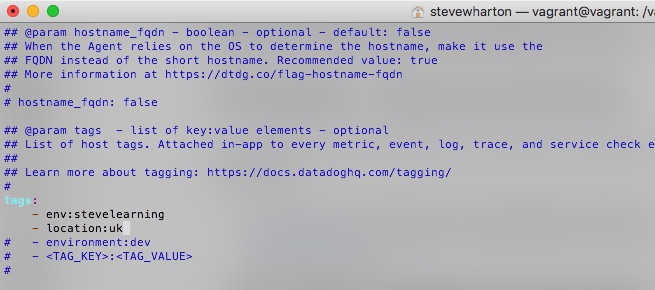 stevewharton — vagrant@vagrant: /v
## @param hostname_fqdn - boolean - optional - default: false
## When the Agent relies on the OS to determine the hostname, make it use the
## FQDN instead of the short hostname. Recommended value: true
## More information at https://dtdg.co/flag-hostname-fqdn
#
# hostname_fqdn: false
## @param tags  - list of key:value elements - optional
## List of host tags. Attached in-app to every metric, event, log, trace, and service check e
##
## Learn more about tagging: https://docs.datadoghq.com/tagging/
#
tags:
    - env:stevelearning
    - location:uk
#   - environment:dev
#   - <TAG_KEY>:<TAG_VALUE>
#